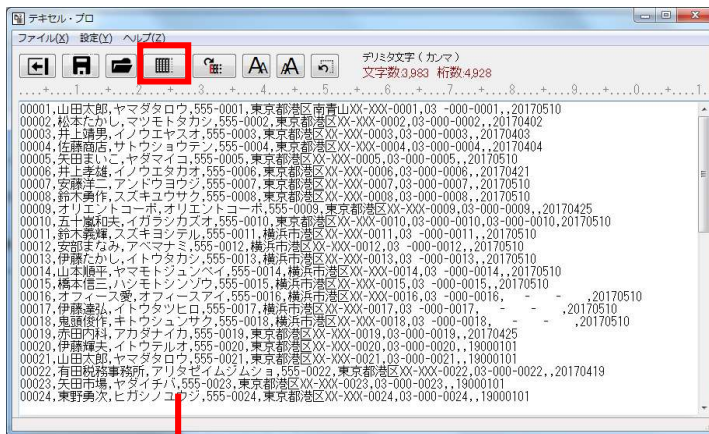 テキセル・プロ
ファイル(X) 設定(Y) ヘルプ(Z)
デリミタ文字 ( カンマ )
文字数:3,983 桁数:4,928
00001,山田太郎,ヤマダタロウ,555-0001,東京都港区南青山XX-XXX-0001,03 -000-0001,,20170510
00002,松本たかし,マツモトタカシ,555-0002,東京都港区XX-XXX-0002,03-000-0002,,20170402
00003,井上靖男,イノウエヤスオ,555-0003,東京都港区XX-XXX-0003,03-000-0003,,20170403
00004,佐藤商店,サトウショウテン,555-0004,東京都港区XX-XXX-0004,03-000-0004,,20170404
00005,矢田まいこ,ヤダマイコ,555-0005,東京都港区XX-XXX-0005,03-000-0005,,20170510
00006,井上孝雄,イノウエタカオ,555-0006,東京都港区XX-XXX-0006,03-000-0006,,20170421
00007,安藤洋二,アンドウヨウジ,555-0007,東京都港区XX-XXX-0007,03-000-0007,,20170510
00008,鈴木勇作,スズキユウサク,555-0008,東京都港区XX-XXX-0008,03-000-0008,,20170510
00009,オリエントコーポ,オリエントコーポ,555-0009,東京都港区XX-XXX-0009,03-000-0009,,20170425
00010,五十嵐和夫,イガラシカズオ,555-0010,東京都港区XX-XXX-0010,03-000-0010,03-000-0010,20170510
00011,鈴木義輝,スズキヨシテル,555-0011,横浜市港区XX-XXX-0011,03 -000-0011,,20170510
00012,安部まなみ,アベマナミ,555-0012,横浜市港区XX-XXX-0012,03 -000-0012,,20170510
00013,伊藤たかし,イトウタカシ,555-0013,横浜市港区XX-XXX-0013,03 -000-0013,,20170510
00014,山本順平,ヤマモトジュンペイ,555-0014,横浜市港区XX-XXX-0014,03 -000-0014,,20170510
00015,橋本信三,ハシモトシンゾウ,555-0015,横浜市港区XX-XXX-0015,03 -000-0015,,20170510
00016,オフィース愛,オフィースアイ,555-0016,横浜市港区XX-XXX-0016,03 -000-0016, - - ,20170510
00017,伊藤達弘,イトウタツヒロ,555-0017,横浜市港区XX-XXX-0017,03 -000-0017, - - ,20170510
00018,鬼頭俊作,キトウシュンサク,555-0018,横浜市港区XX-XXX-0018,03 -000-0018, - - ,20170510
00019,赤田内科,アカダナイカ,555-0019,東京都港区XX-XXX-0019,03-000-0019,,20170425
00020,伊藤輝夫,イトウテルオ,555-0020,東京都港区XX-XXX-0020,03-000-0020,,19000101
00021,山田太郎,ヤマダタロウ,555-0021,東京都港区XX-XXX-0021,03-000-0021,,19000101
00022,有田税務事務所,アリタゼイムジムショ,555-0022,東京都港区XX-XXX-0022,03-000-0022,,20170419
00023,矢田市場,ヤダイチバ,555-0023,東京都港区XX-XXX-0023,03-000-0023,,19000101
00024,東野勇次,ヒガシノユウジ,555-0024,東京都港区XX-XXX-0024,03-000-0024,,19000101